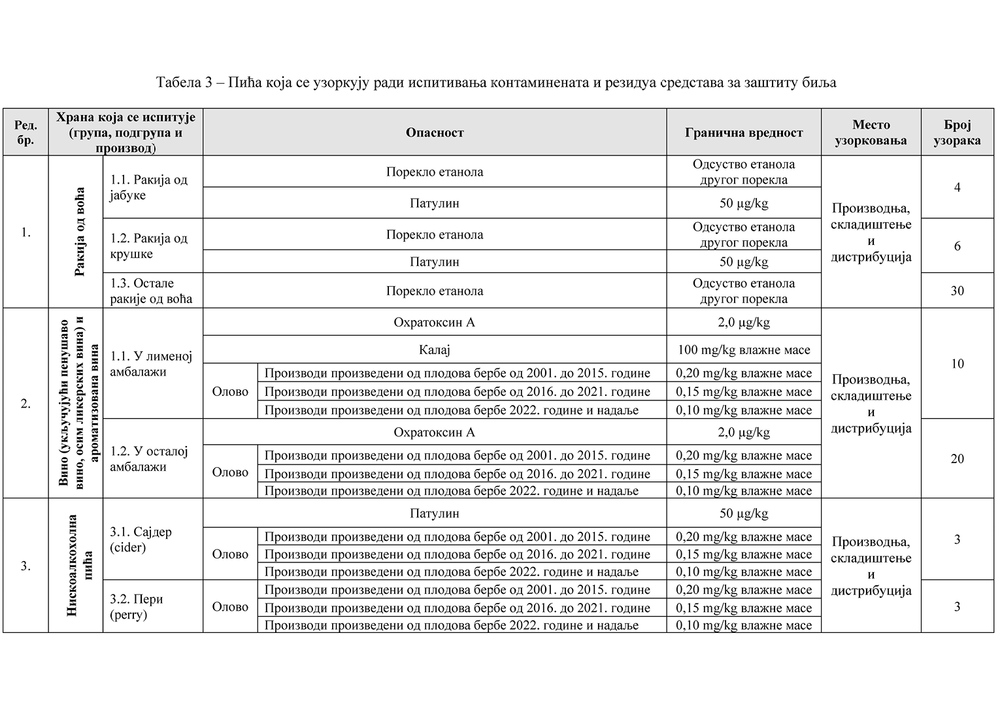 Табела 3 – Пића која се узоркују ради испитивања контаминената и резидуа средстава за заштиту биља
Ред.
бр.
Храна која се испитује
(група, подгрупа и
производ)
Опасност
Гранична вредност
Место
узорковања
Број
узорака
1.
Ракија од воћа
1.1. Ракија од
јабуке
Порекло етанола
Одсуство етанола
другог порекла
Патулин
50 µg/kg
Производња,
складиштење
и
дистрибуција
4
1.2. Ракија од
крушке
Порекло етанола
Одсуство етанола
другог порекла
Патулин
50 µg/kg
6
1.3. Остале
ракије од воћа
Порекло етанола
Одсуство етанола
другог порекла
30
2.
Вино (укључујући пенушаво
вино, осим ликерских вина) и
ароматизована вина
1.1. У лименој
амбалажи
Охратоксин А
2,0 µg/kg
Калај
100 mg/kg влажне масе
Олово
Производи произведени од плодова бербе од 2001. до 2015. године
0,20 mg/kg влажне масе
Производи произведени од плодова бербе од 2016. до 2021. године
0,15 mg/kg влажне масе
Производи произведени од плодова бербе 2022. године и надаље
0,10 mg/kg влажне масе
Производња,
складиштење
и
дистрибуција
10
1.2. У осталој
амбалажи
Охратоксин А
2,0 µg/kg
Олово
Производи произведени од плодова бербе од 2001. до 2015. године
0,20 mg/kg влажне масе
Производи произведени од плодова бербе од 2016. до 2021. године
0,15 mg/kg влажне масе
Производи произведени од плодова бербе 2022. године и надаље
0,10 mg/kg влажне масе
20
3.
Нискоалкохолна
пића
3.1. Сајдер
(cider)
Патулин
50 µg/kg
Олово
Производи произведени од плодова бербе од 2001. до 2015. године
0,20 mg/kg влажне масе
Производи произведени од плодова бербе од 2016. до 2021. године
0,15 mg/kg влажне масе
Производи произведени од плодова бербе 2022. године и надаље
0,10 mg/kg влажне масе
Производња,
складиштење
и
дистрибуција
3
3.2. Пери
(perry)
Олово
Производи произведени од плодова бербе од 2001. до 2015. године
0,20 mg/kg влажне масе
Производи произведени од плодова бербе од 2016. до 2021. године
0,15 mg/kg влажне масе
Производи произведени од плодова бербе 2022. године и надаље
0,10 mg/kg влажне масе
3